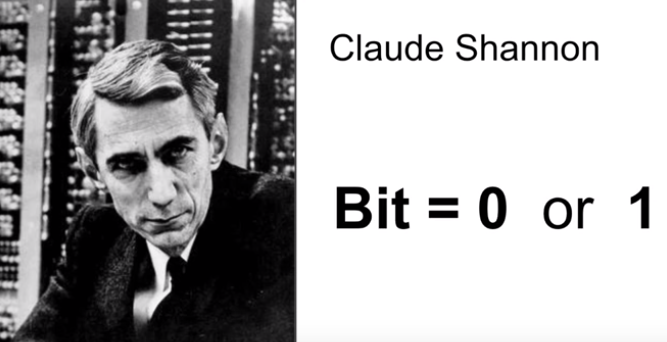 Claude Shannon
Bit = 0 or 1